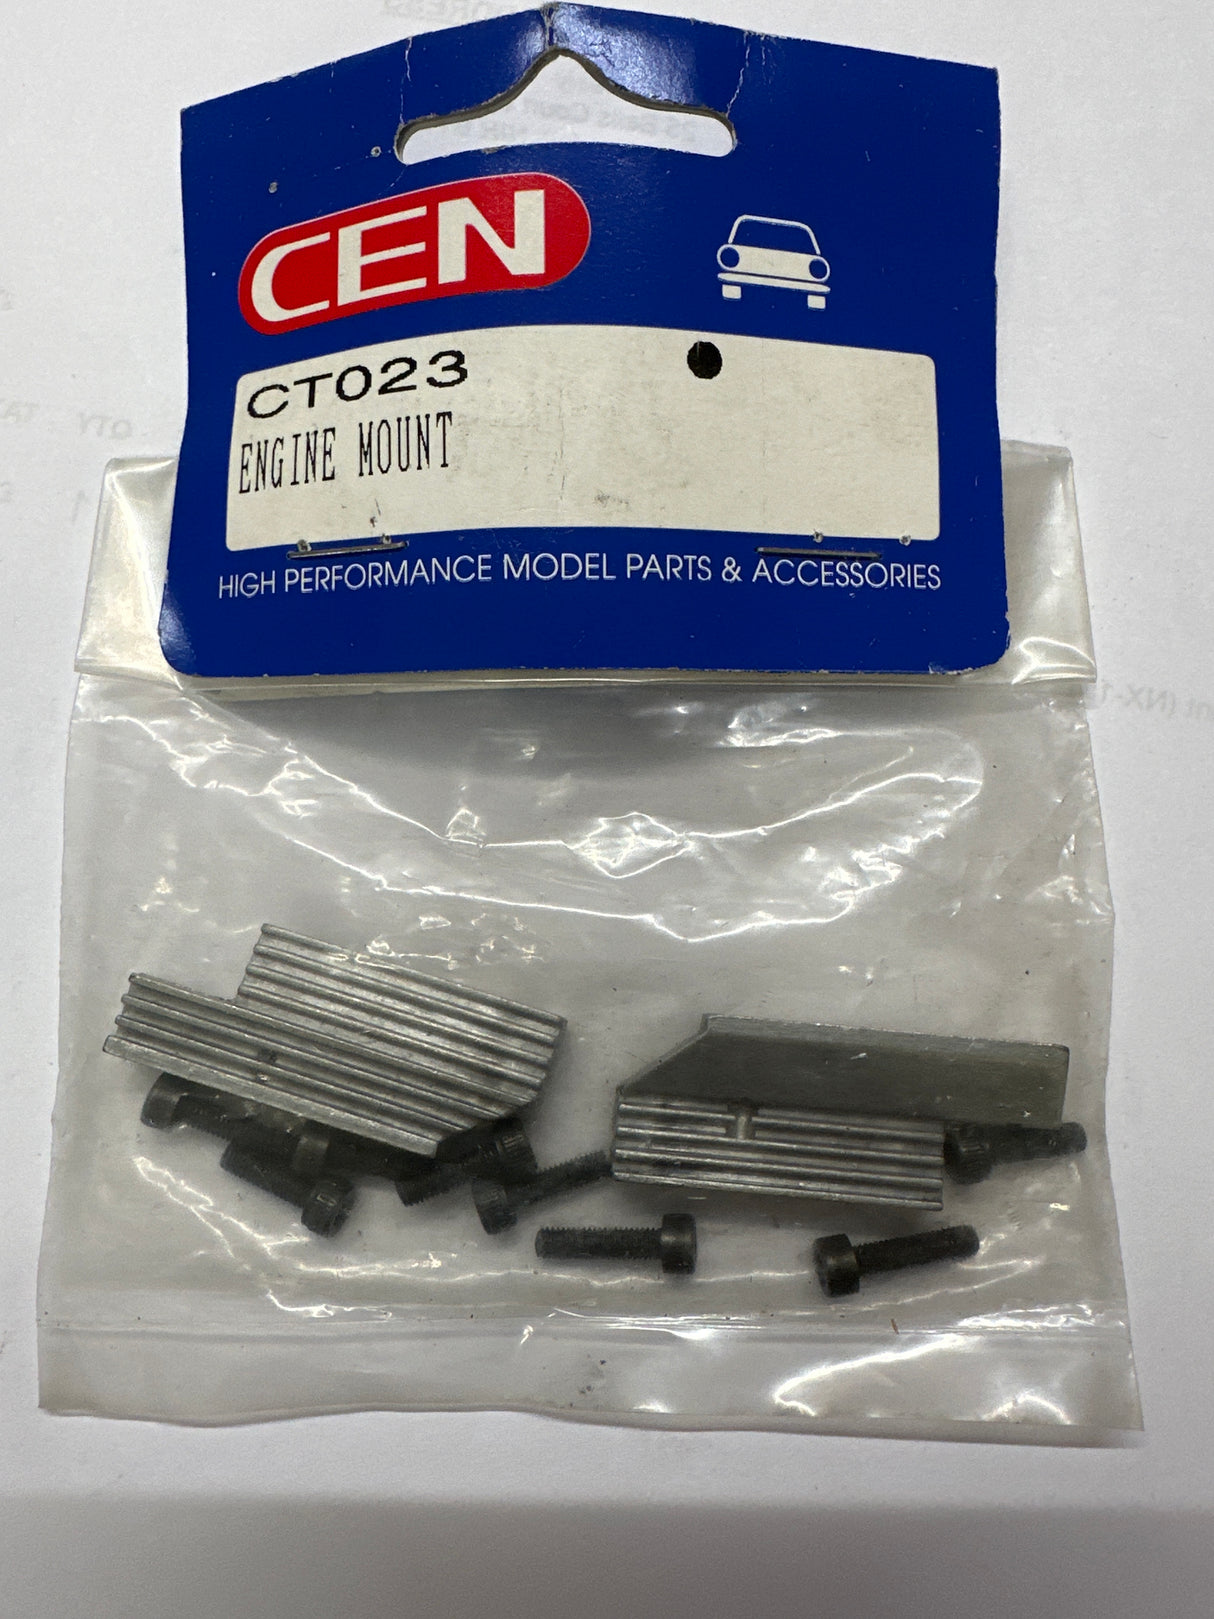 CEN
CT023
ENGINE MOUNT
HIGH PERFORMANCE MODEL PARTS & ACCESSORIES